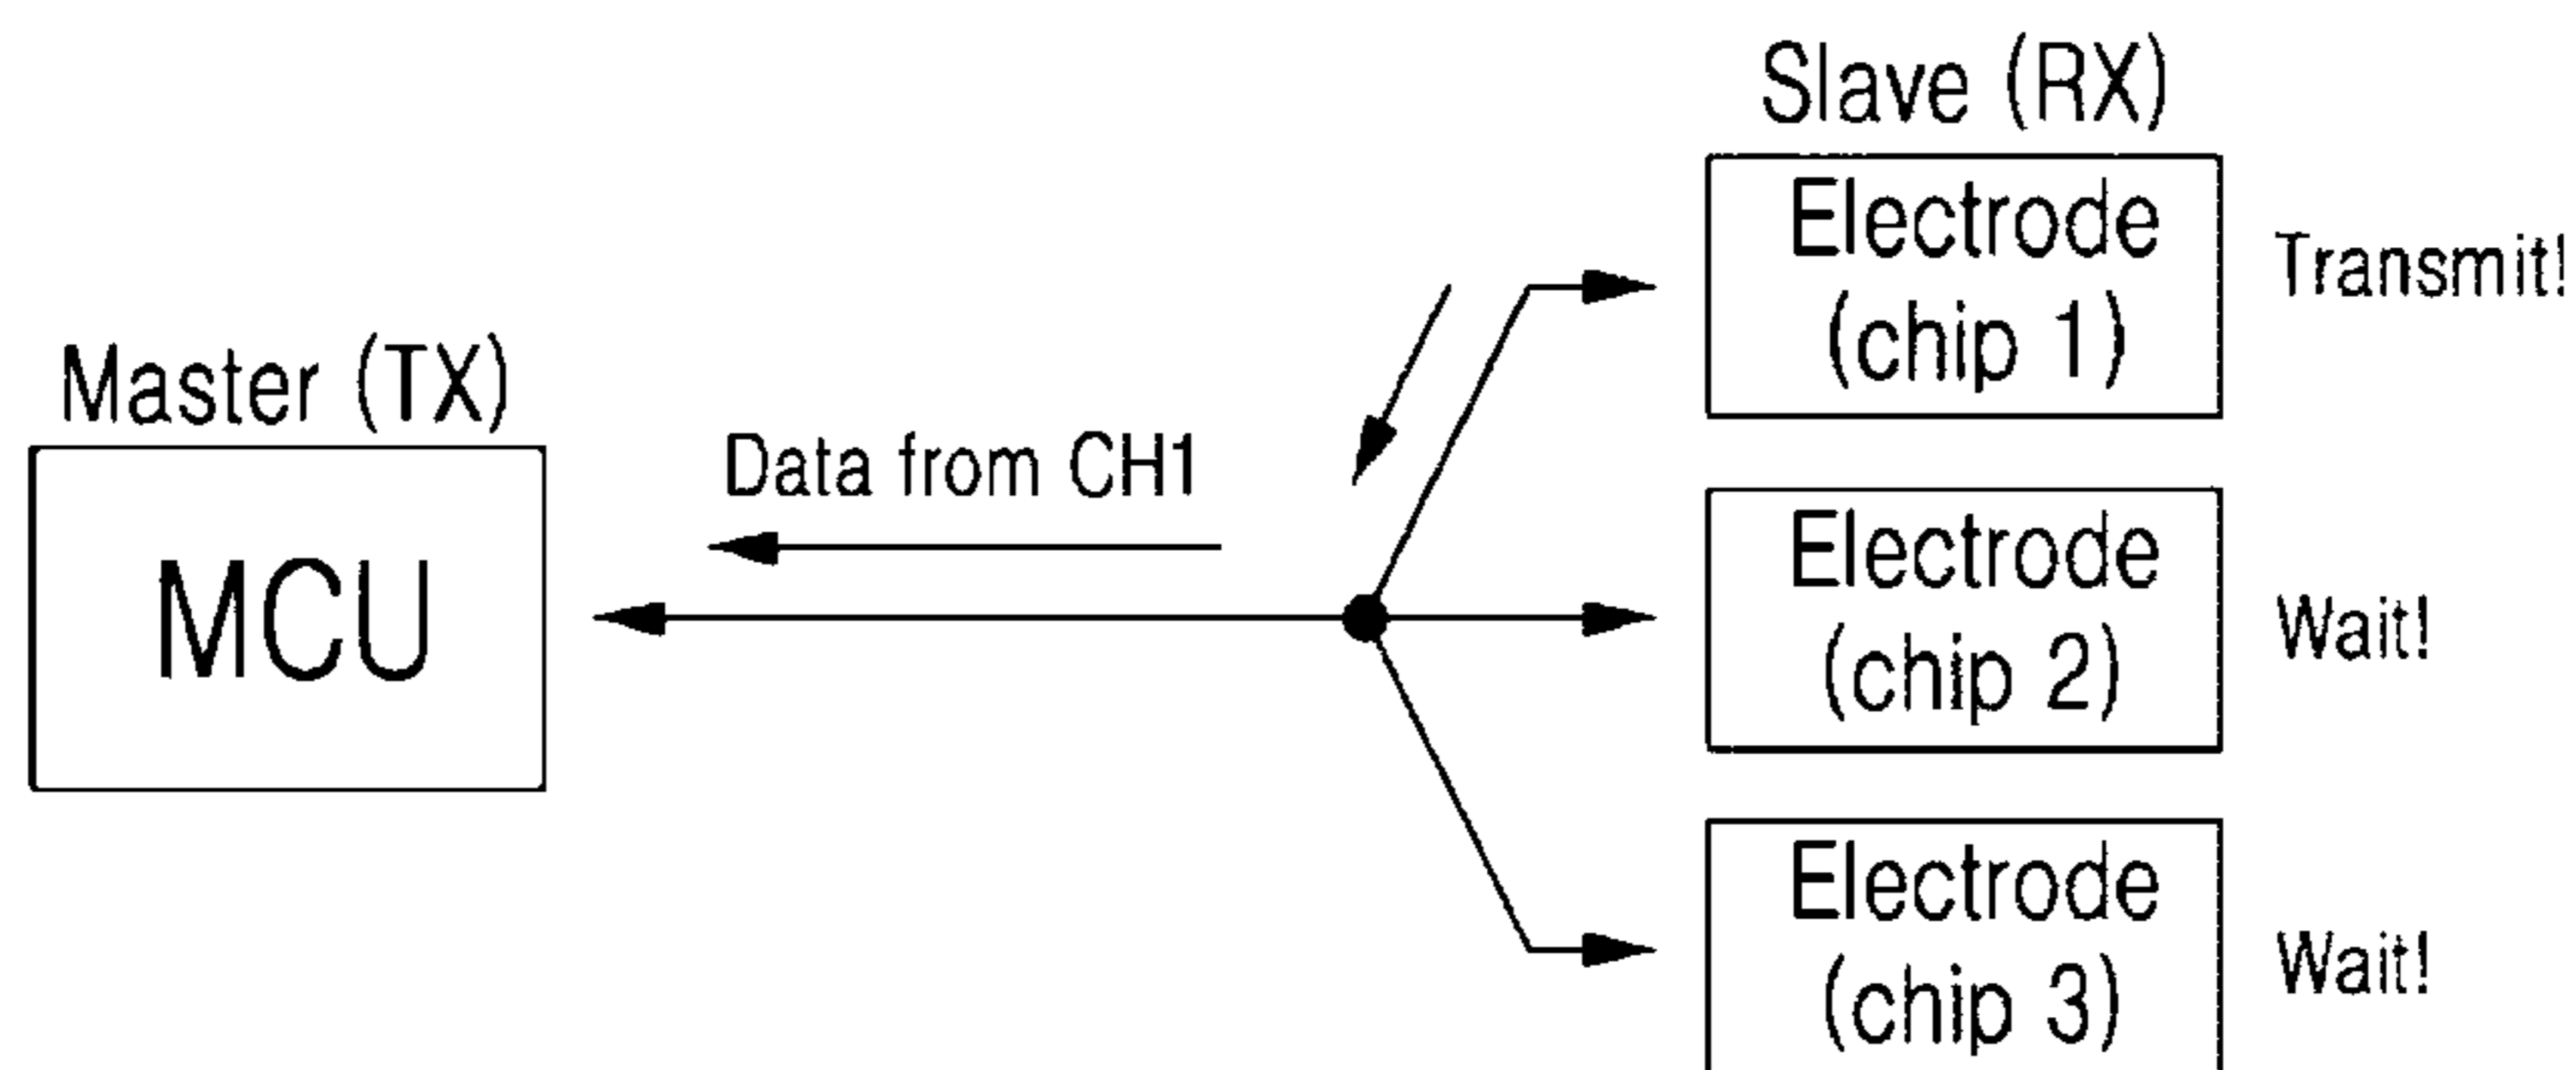 Master (TX)
MCU
Data from CH1
Slave (RX)
Electrode
(chip 1)
Transmit!
Electrode
(chip 2)
Wait!
Electrode
(chip 3)
Wait!